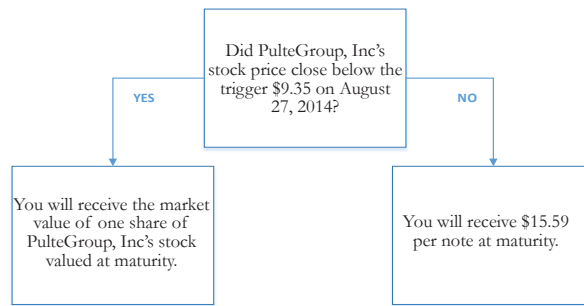 Did PulteGroup, Inc's
stock price close below the
trigger $9.35 on August
27, 2014?
YES
NO
You will receive the market
value of one share of
PulteGroup, Inc's stock
valued at maturity.
You will receive $15.59
per note at maturity.